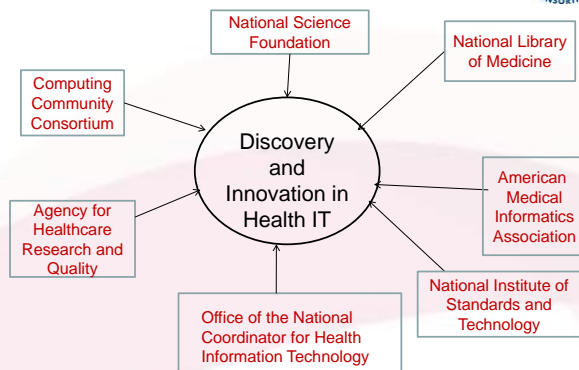 National Science
Foundation
National Library
of Medicine
Computing
Community
Consortium
Discovery
and
Innovation in
Health IT
American
Medical
Informatics
Association
Agency for
Healthcare
Research and
Quality
National Institute of
Standards and
Technology
Office of the National
Coordinator for Health
Information Technology